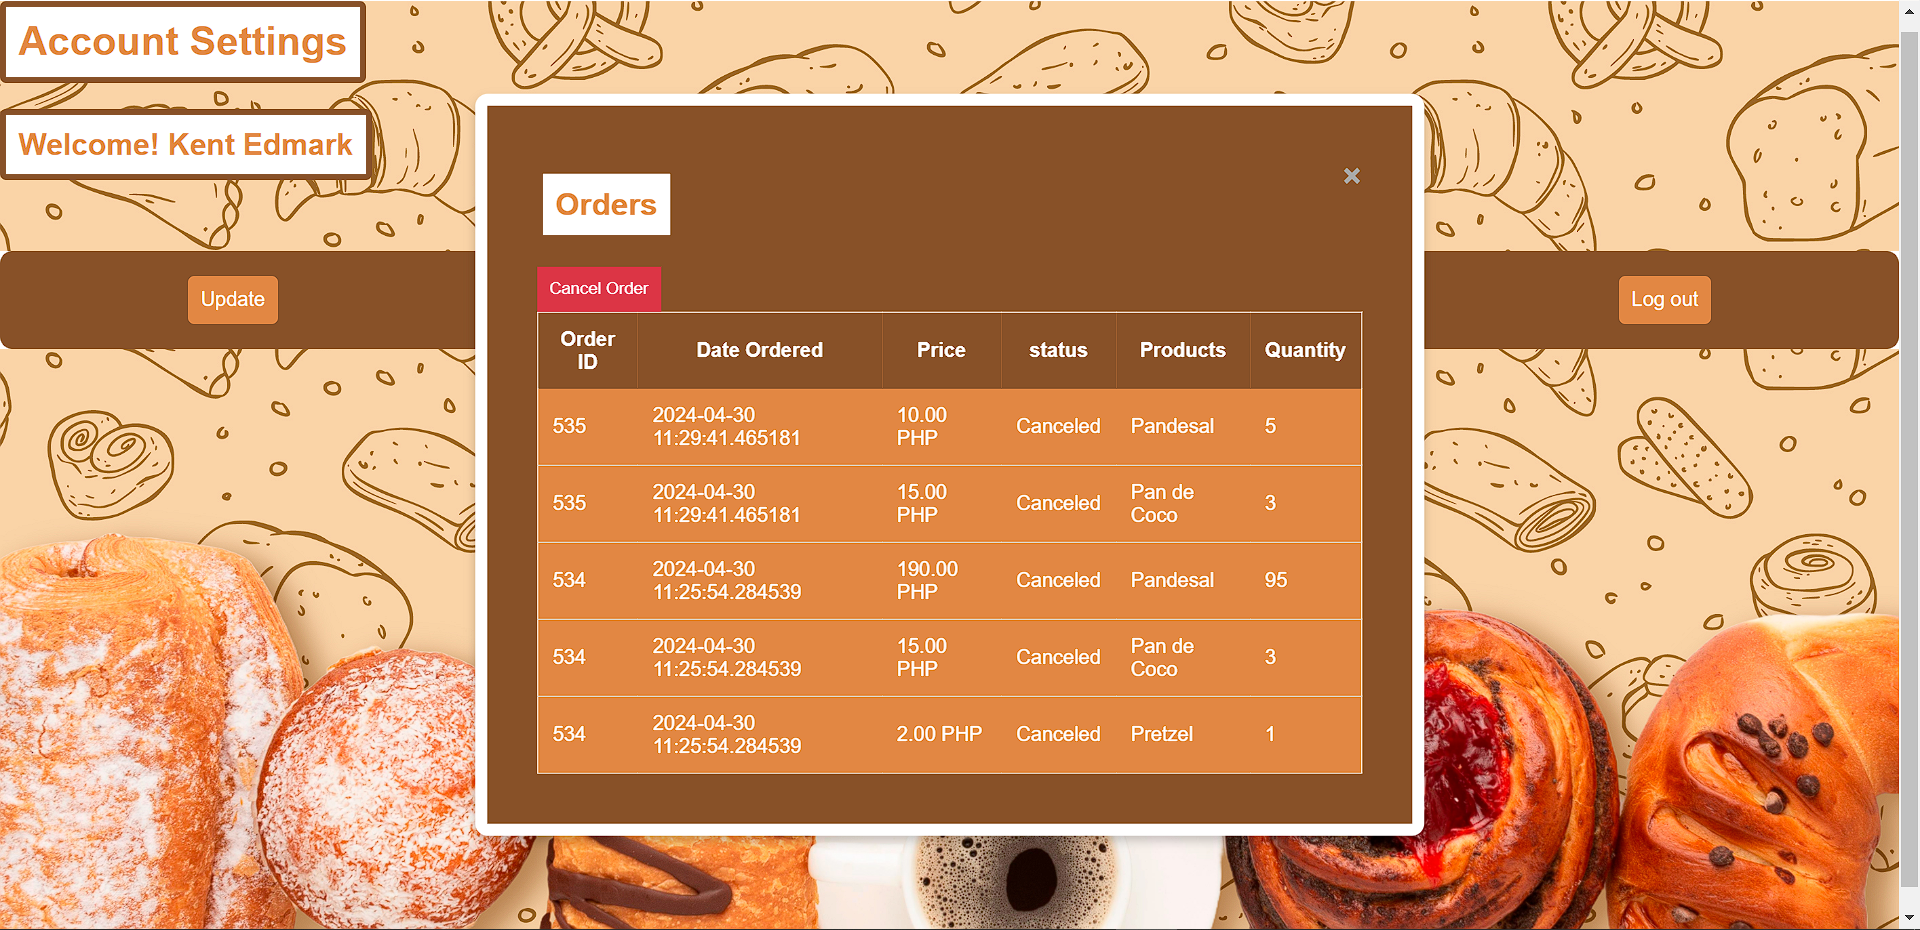 Account Settings
Welcome! Kent Edmark
Update
Log out
×
Orders
Cancel Order
Order ID Date Ordered Price status Products Quantity
535 2024-04-30 11:29:41.465181 10.00 PHP Canceled Pandesal 5
535 2024-04-30 11:29:41.465181 15.00 PHP Canceled Pan de Coco 3
534 2024-04-30 11:25:54.284539 190.00 PHP Canceled Pandesal 95
534 2024-04-30 11:25:54.284539 15.00 PHP Canceled Pan de Coco 3
534 2024-04-30 11:25:54.284539 2.00 PHP Canceled Pretzel 1